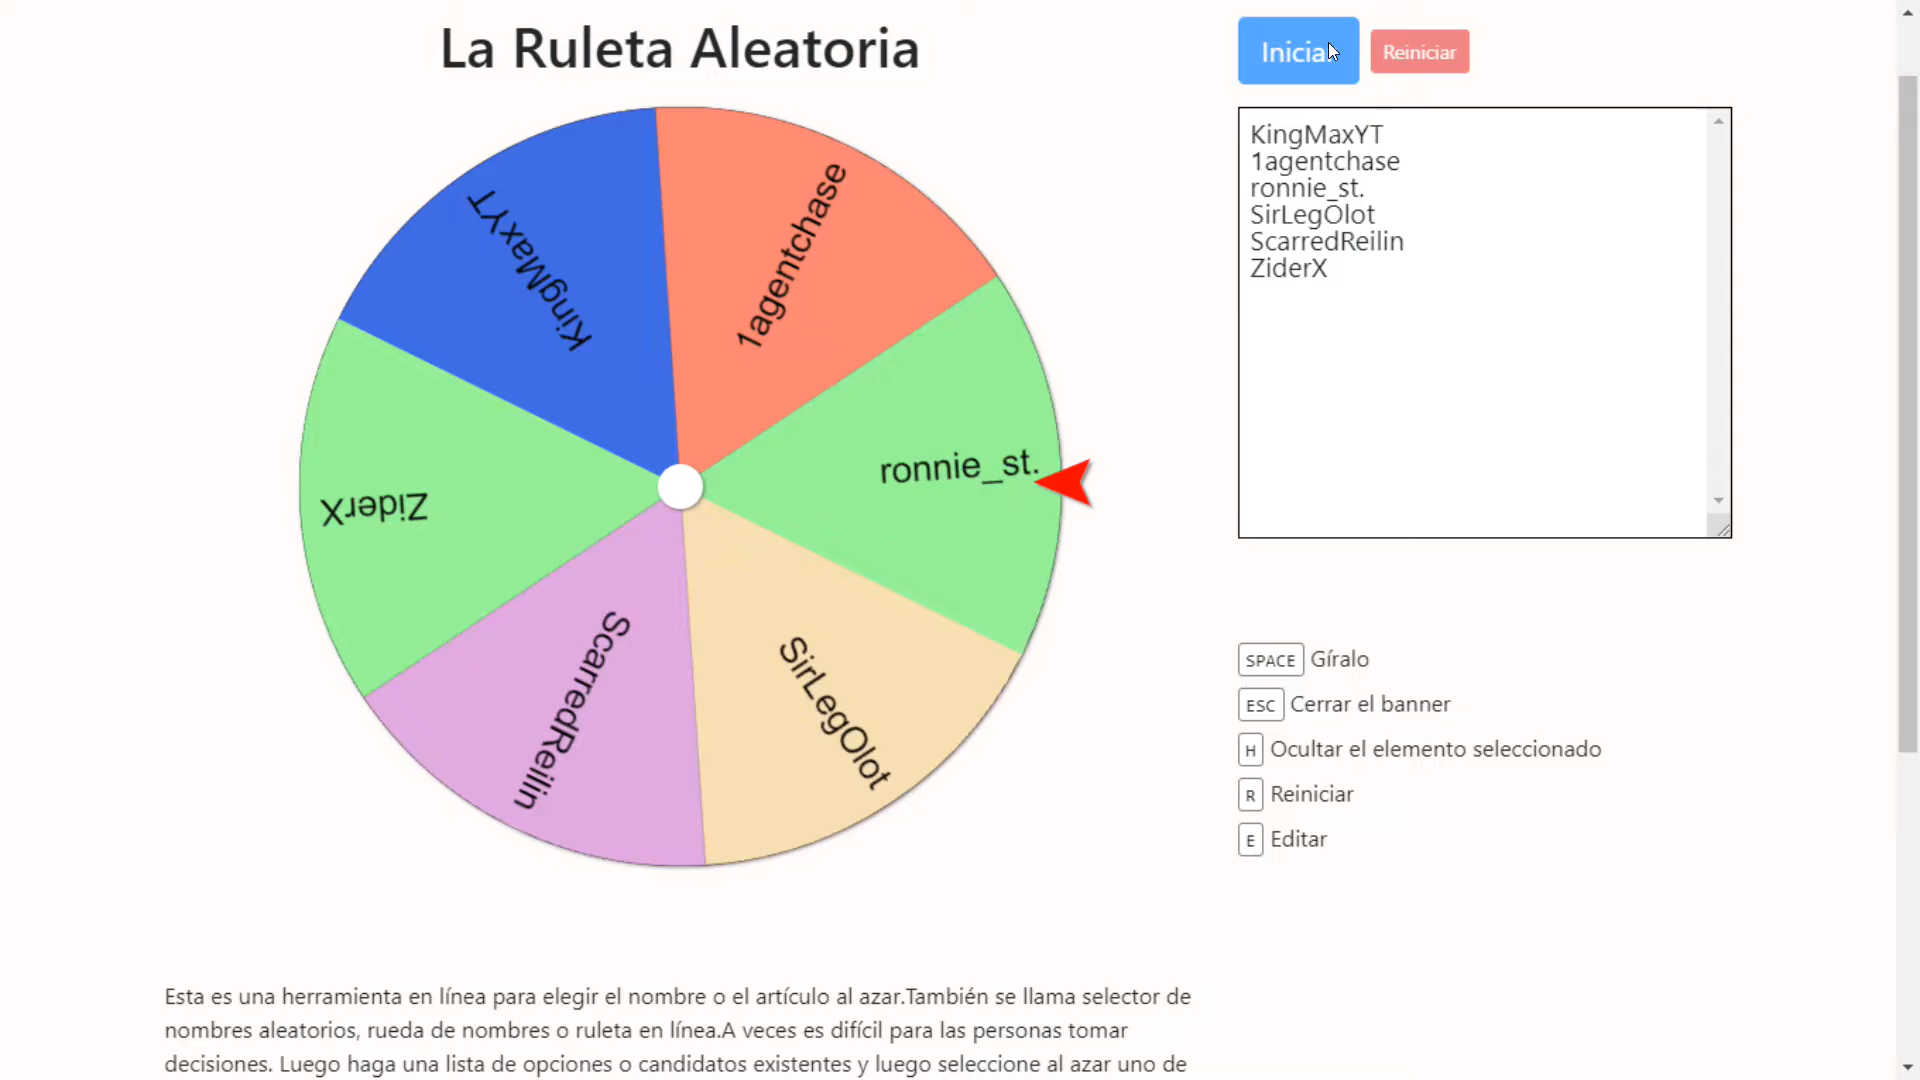 La Ruleta Aleatoria
Iniciar
Reiniciar
KingMaxYT
1agentchase
ronnie_st.
SirLegOlot
ScarredReilin
ZiderX
1agentchase
KingMaxYT
ronnie_st.
ZiderX
ScarredReilin
SirLegOlot
SPACE Gíralo
ESC Cerrar el banner
H Ocultar el elemento seleccionado
R Reiniciar
E Editar
Esta es una herramienta en línea para elegir el nombre o el artículo al azar.También se llama selector de
nombres aleatorios, rueda de nombres o ruleta en línea.A veces es difícil para las personas tomar
decisiones. Luego haga una lista de opciones o candidatos existentes y luego seleccione al azar uno de